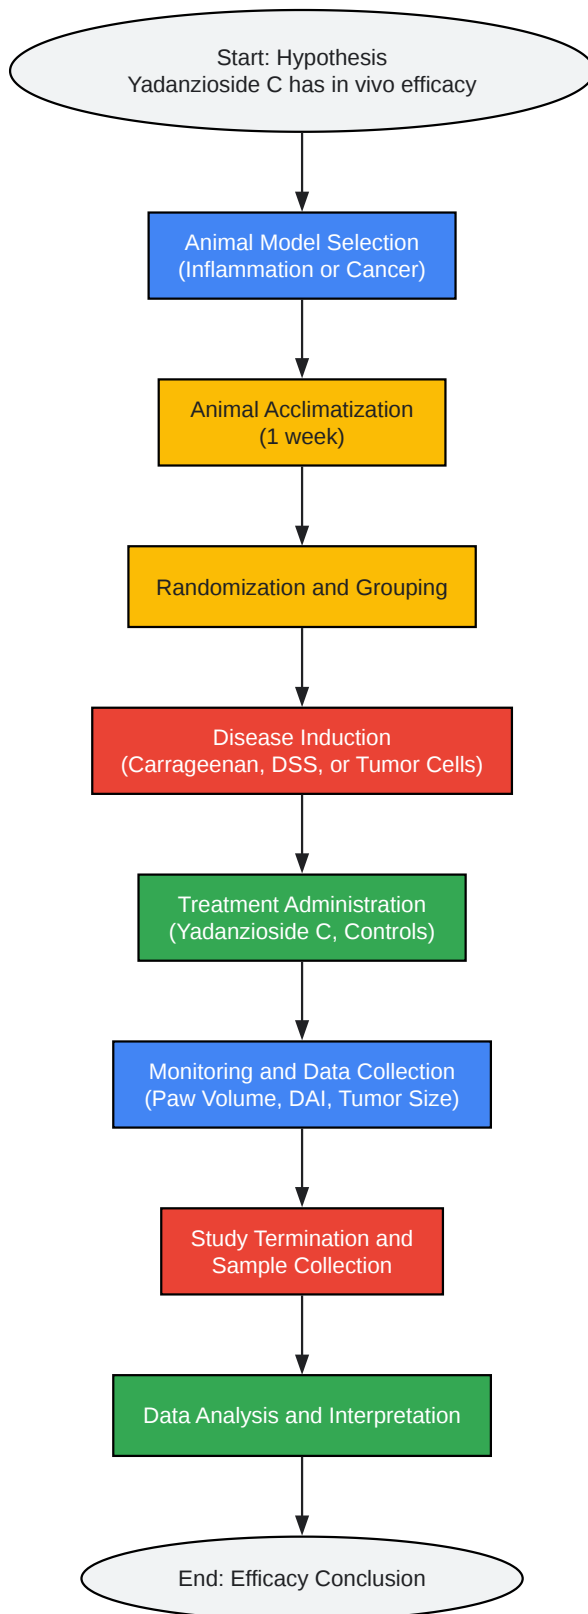 Start: Hypothesis
Yadanzioside C has in vivo efficacy
Animal Model Selection
(Inflammation or Cancer)
Animal Acclimatization
(1 week)
Randomization and Grouping
Disease Induction
(Carrageenan, DSS, or Tumor Cells)
Treatment Administration
(Yadanzioside C, Controls)
Monitoring and Data Collection
(Paw Volume, DAI, Tumor Size)
Study Termination and
Sample Collection
Data Analysis and Interpretation
End: Efficacy Conclusion